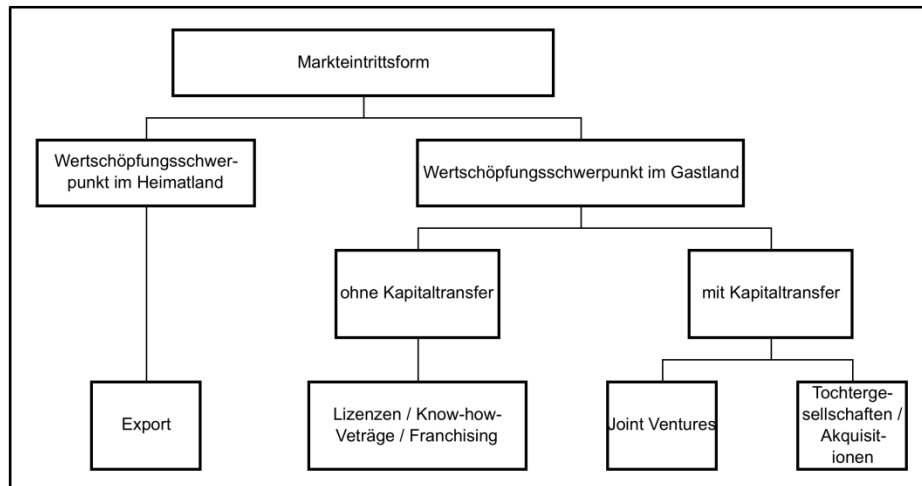 Markteintrittsform
Wertschöpfungsschwer-
punkt im Heimatland
Wertschöpfungsschwerpunkt im Gastland
ohne Kapitaltransfer
mit Kapitaltransfer
Export
Lizenzen / Know-how-
Veträge / Franchising
Joint Ventures
Tochterge-
sellschaften /
Akquisit-
ionen